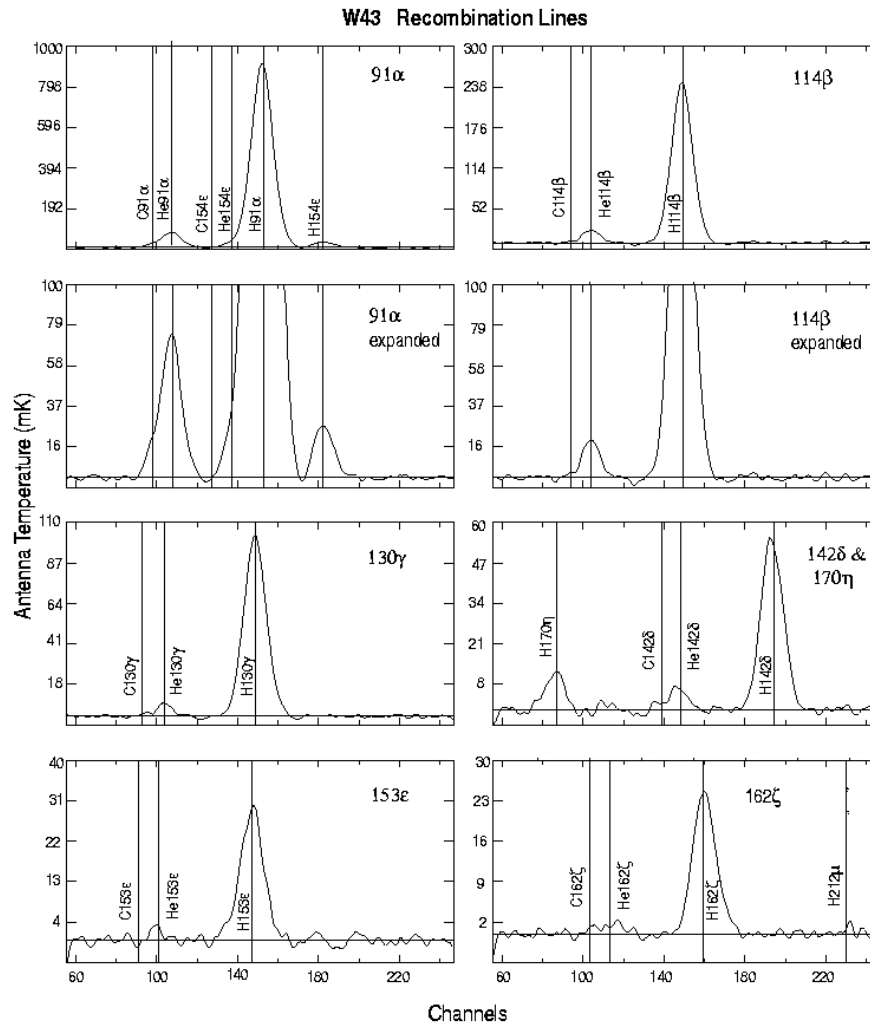 W43 Recombination Lines
Antenna Temperature (mK)
1000
798
596
394
192
C91α
He91α
C154ε
He154ε
H91α
H154ε
91α
300
238
176
114
52
C114β
He114β
H114β
114β
100
79
58
37
16
91α
expanded
100
79
58
37
16
114β
expanded
110
87
64
41
18
C130γ
He130γ
H130γ
130γ
60
47
34
21
8
H170η
C142δ
He142δ
H142δ
142δ &
170η
40
31
22
13
4
C153ε
He153ε
H153ε
153ε
60 100 140 180 220
30
23
16
9
2
C162ζ
He162ζ
H162ζ
H212μ
162ζ
60 100 140 180 220
Channels